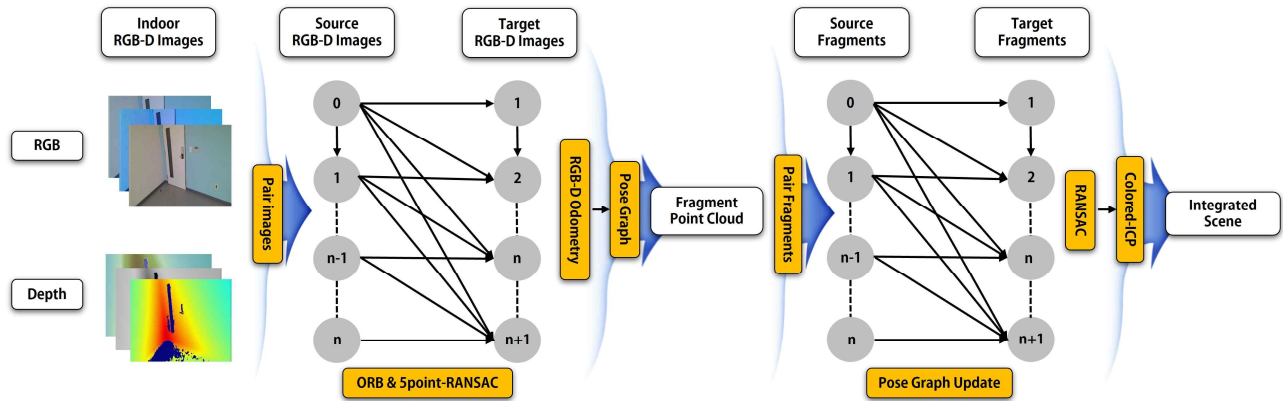 Indoor
RGB-D Images
Source
RGB-D Images
Target
RGB-D Images
Source
Fragments
Target
Fragments
RGB
Depth
Pair images
0
1
n-1
n
1
2
n
n+1
ORB & 5point-RANSAC
RGB-D Odometry
Pose Graph
Fragment
Point Cloud
Pair Fragments
0
1
n-1
n
1
2
n
n+1
Pose Graph Update
RANSAC
Colored-ICP
Integrated
Scene